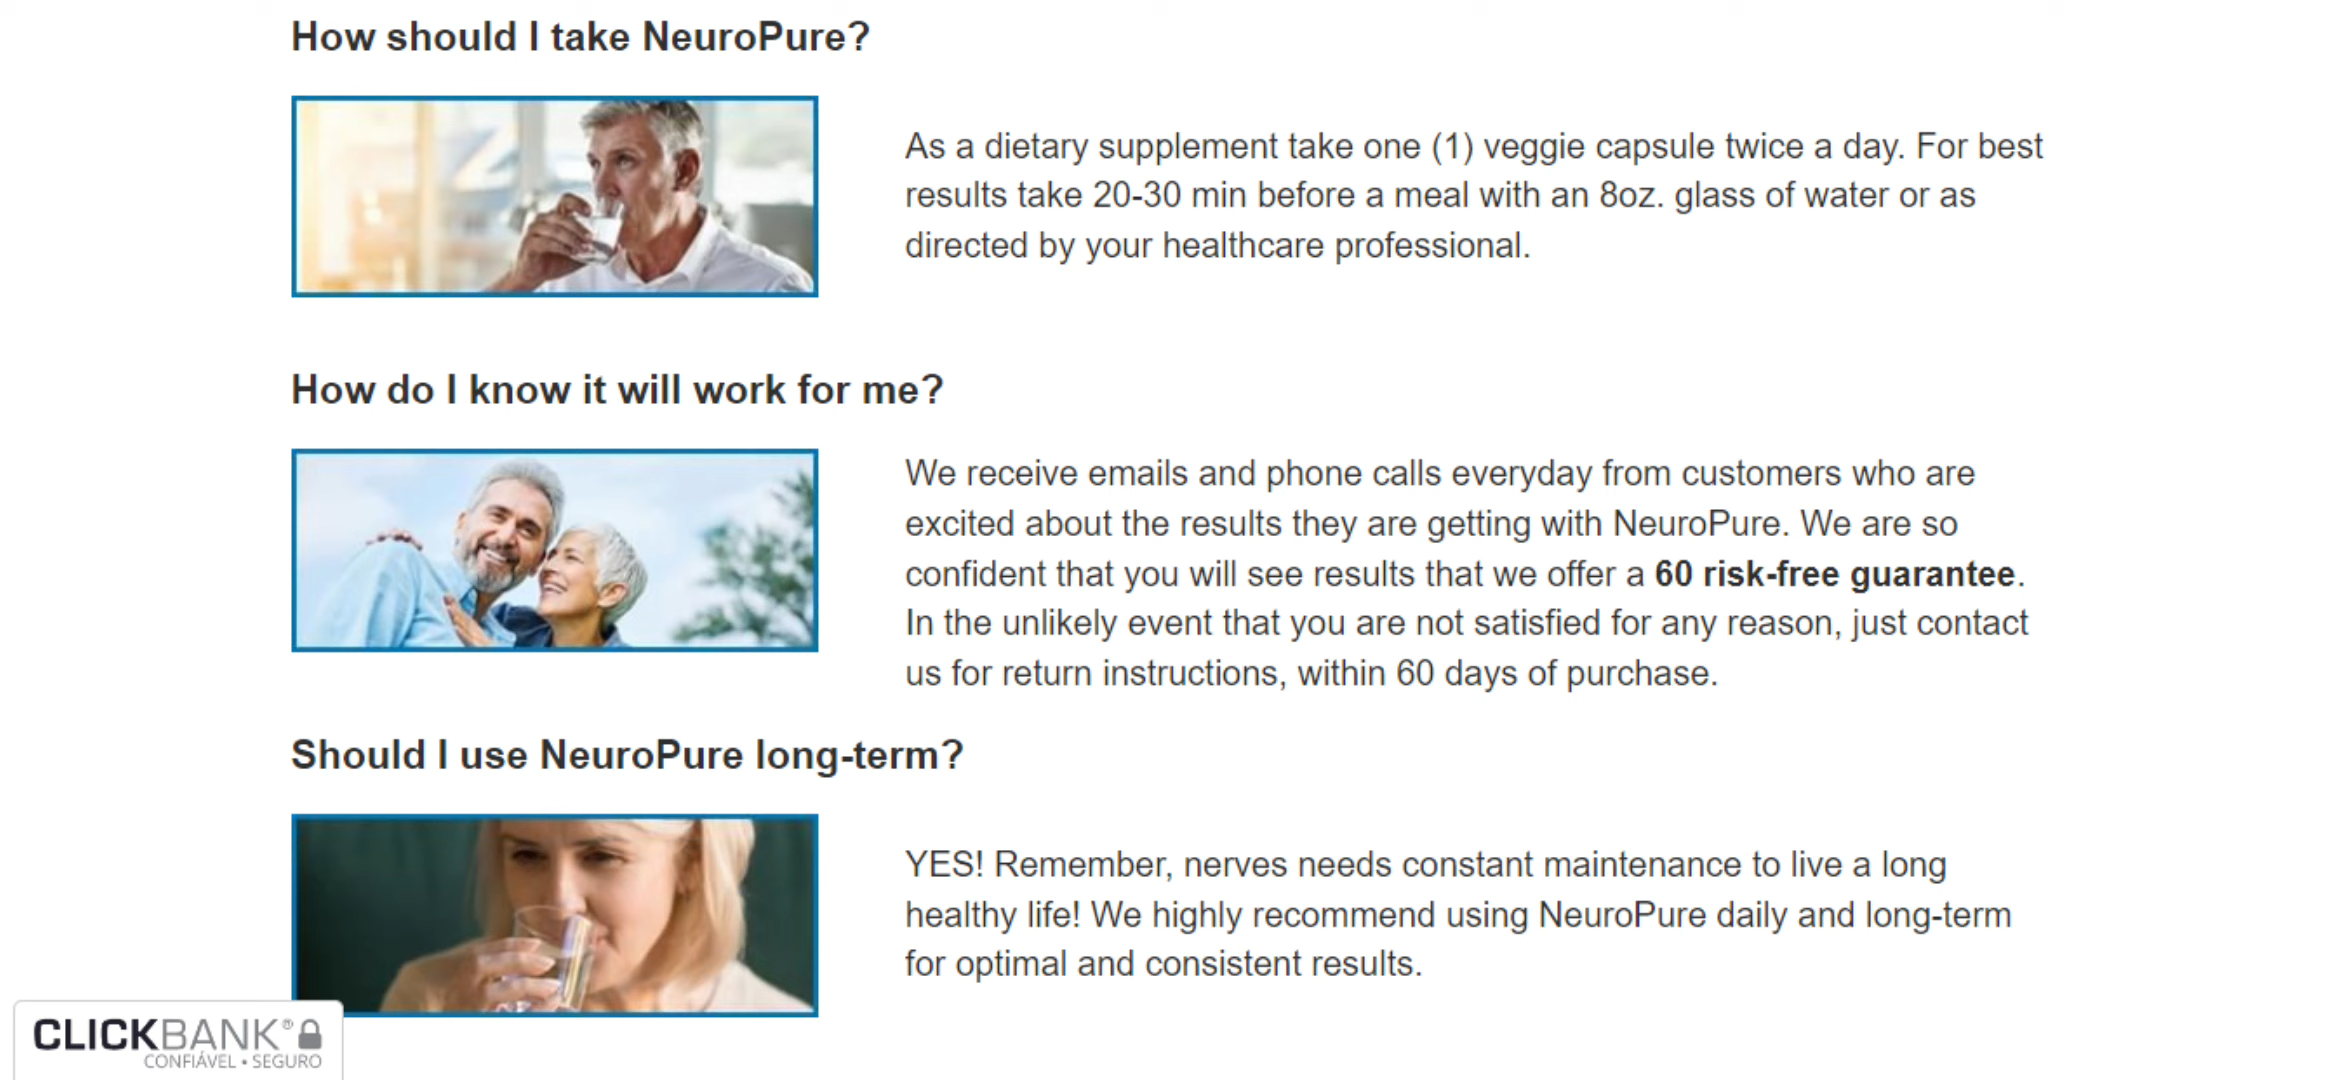 How should I take NeuroPure?
As a dietary supplement take one (1) veggie capsule twice a day. For best
results take 20-30 min before a meal with an 8oz. glass of water or as
directed by your healthcare professional.
How do I know it will work for me?
We receive emails and phone calls everyday from customers who are
excited about the results they are getting with NeuroPure. We are so
confident that you will see results that we offer a 60 risk-free guarantee.
In the unlikely event that you are not satisfied for any reason, just contact
us for return instructions, within 60 days of purchase.
Should I use NeuroPure long-term?
YES! Remember, nerves needs constant maintenance to live a long
healthy life! We highly recommend using NeuroPure daily and long-term
for optimal and consistent results.
CLICKBANK®
CONFIÁVEL • SEGURO